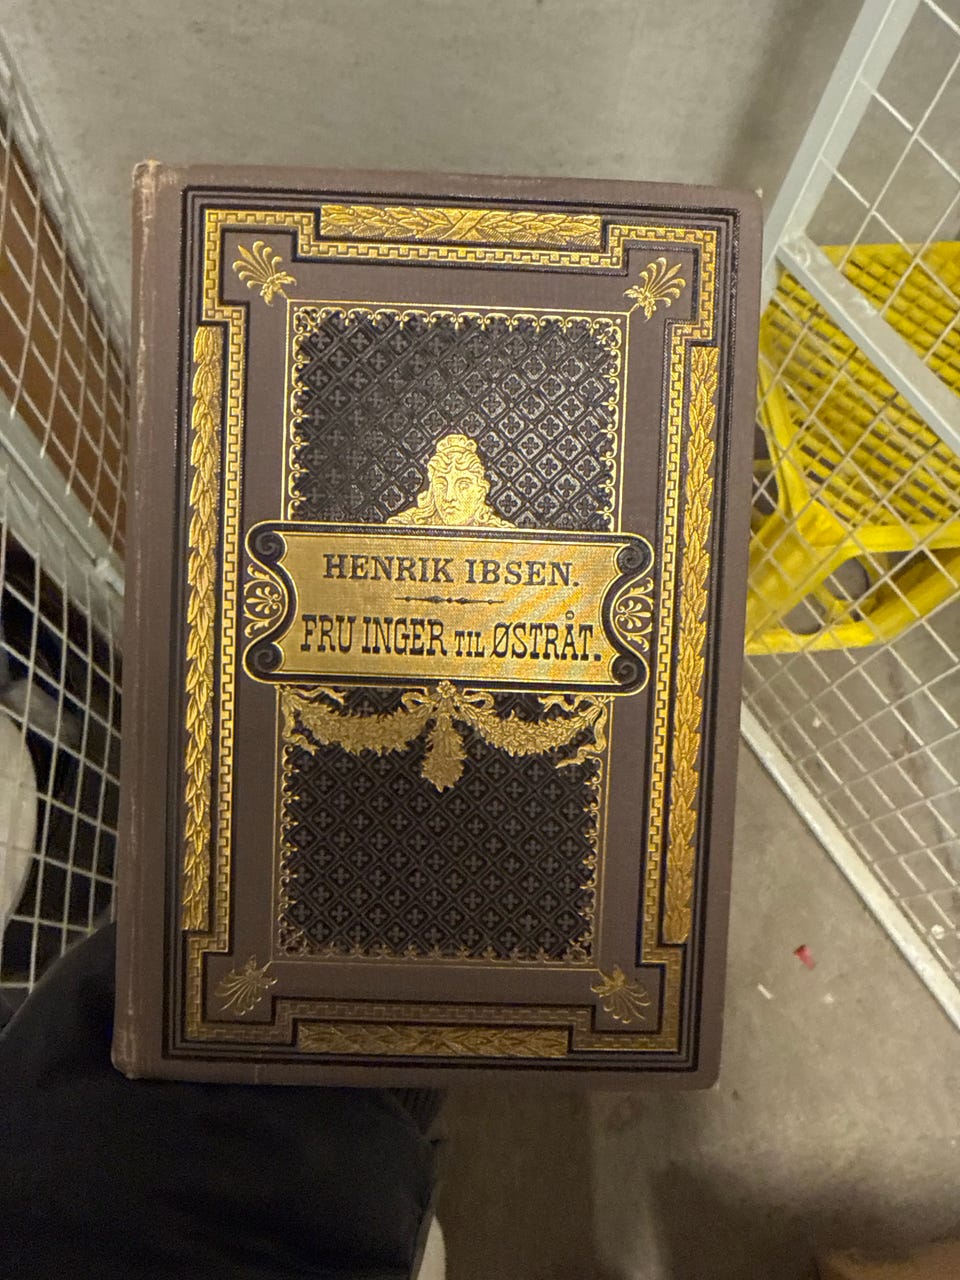 HENRIK IBSEN.
FRU INGER TIL ØSTRÅT.